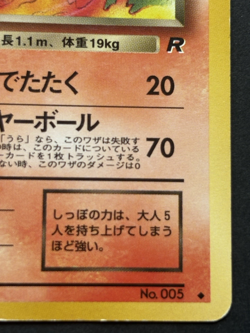 長1.1m、体重19kg
R
でたたく 20
ヤーボール
「うら」なら、このワザは失敗す
の時は、このカードについている
ーカードを1枚トラッシュする。
ない時、このワザのダメージは0
70
しっぽの力は、大人5
人を持ち上げてしまう
ほど強い。
No. 005 ◆